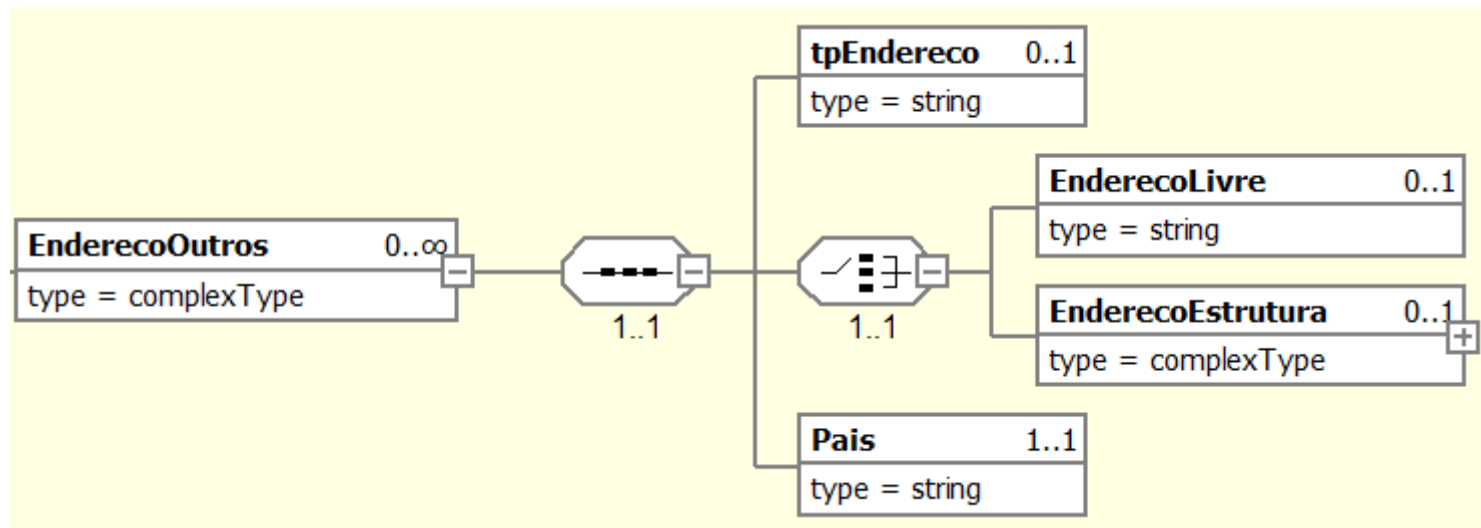 tpEndereco 0..1
type = string
EnderecoLivre 0..1
type = string
EnderecoOutros 0..∞
type = complexType
1..1
1..1
EnderecoEstrutura 0..1
type = complexType
Pais 1..1
type = string